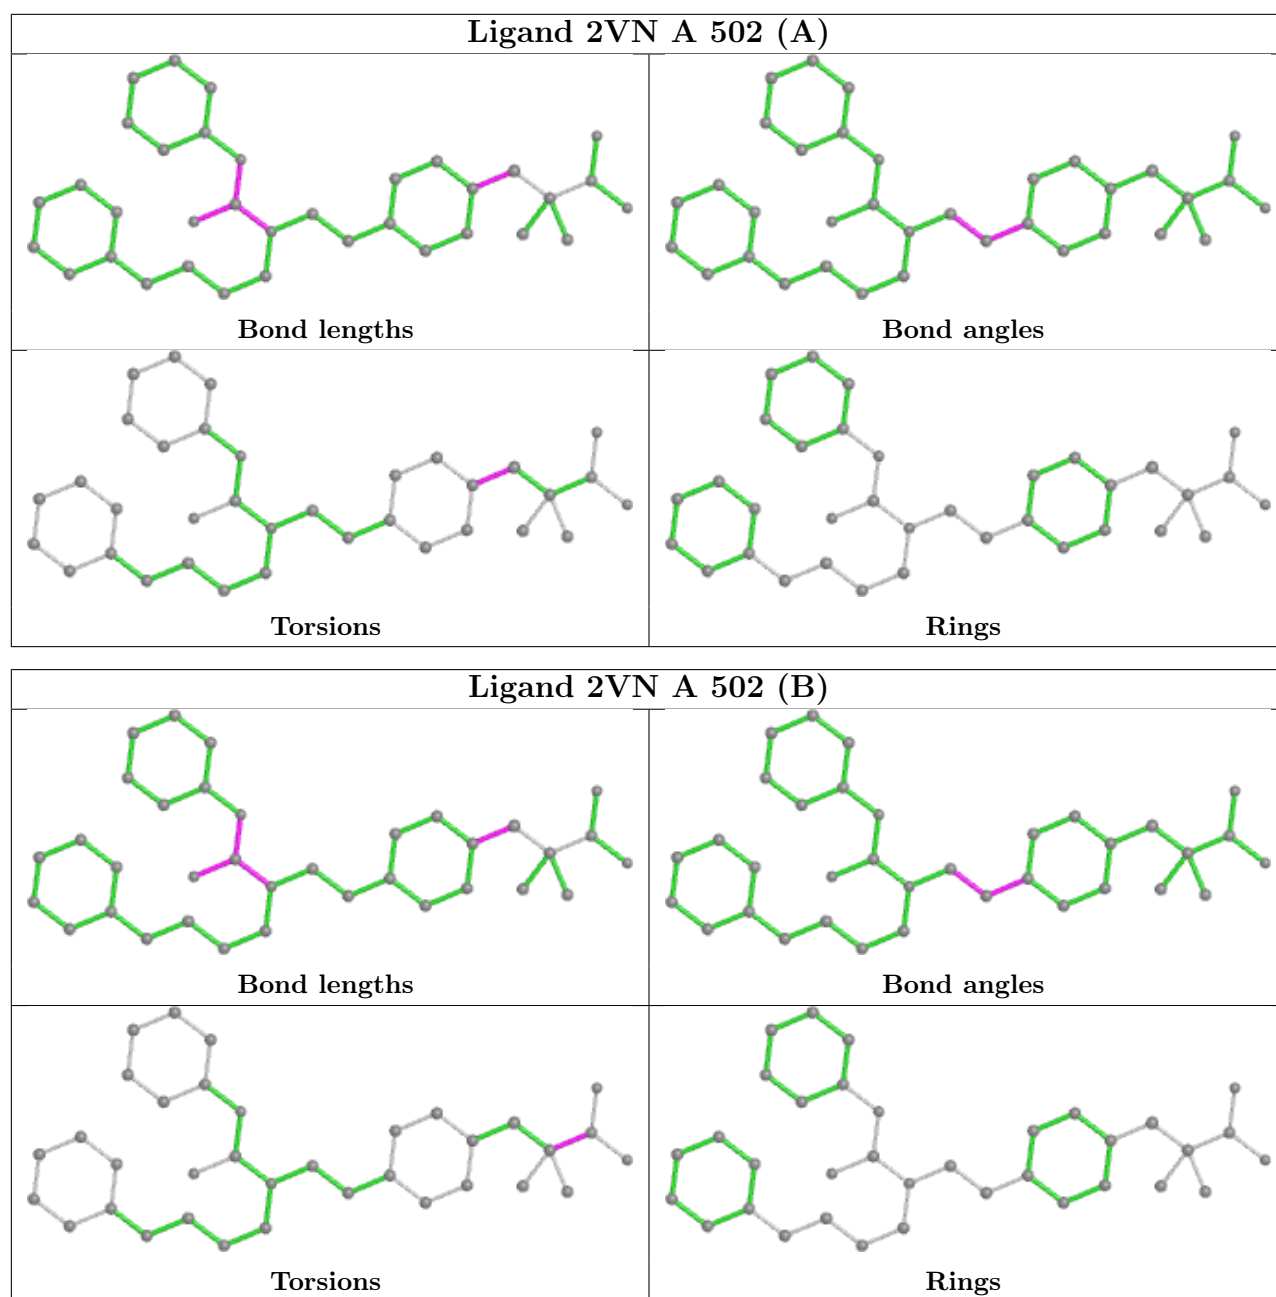 Ligand 2VN A 502 (A)
Bond lengths
Bond angles
Torsions
Rings
Ligand 2VN A 502 (B)
Bond lengths
Bond angles
Torsions
Rings